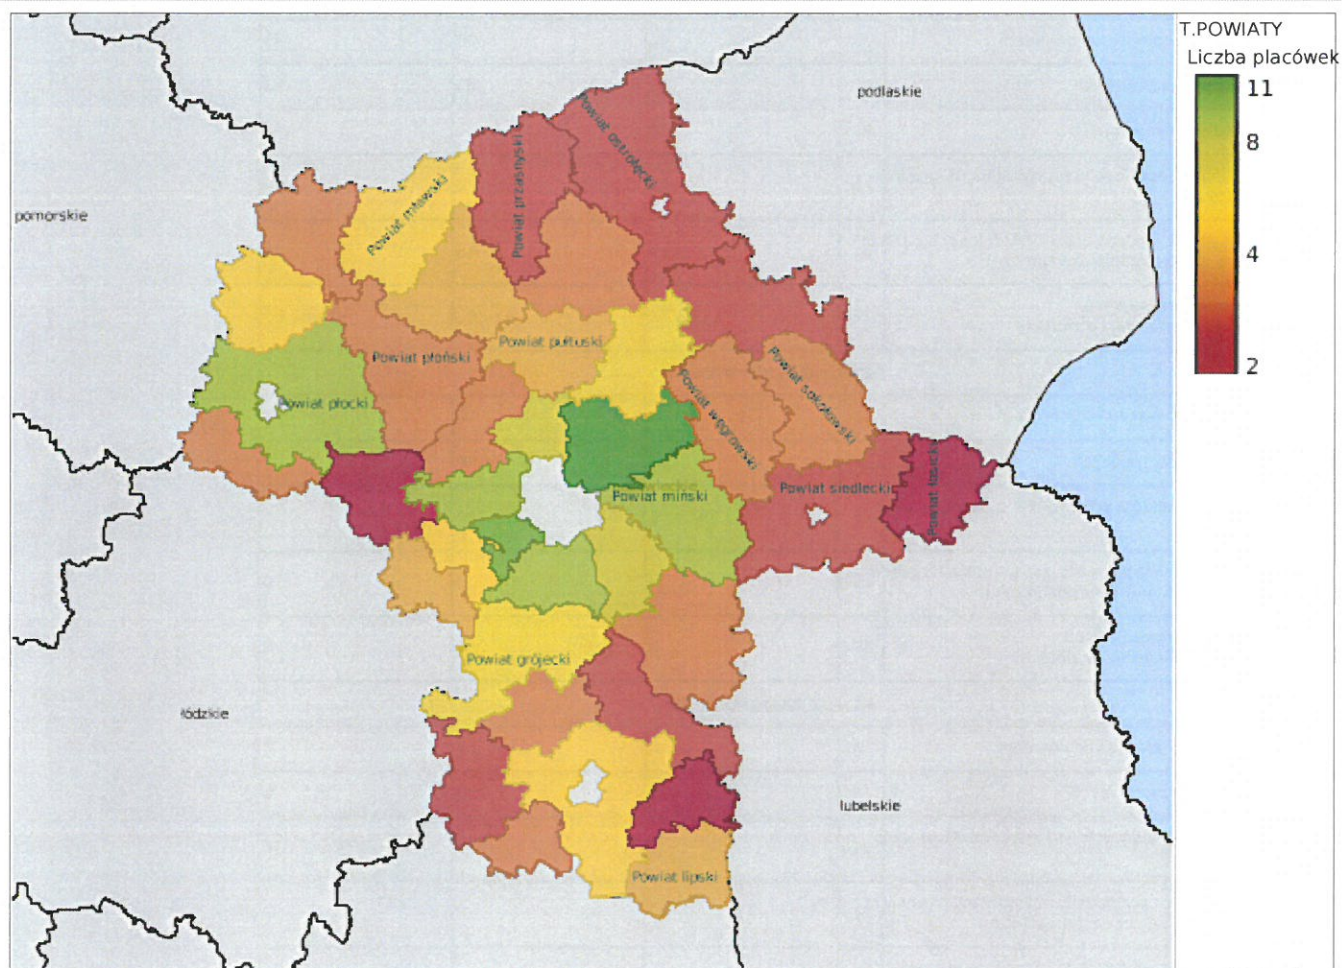 T.POWIATY
Liczba placówek
11
8
4
2
podlaskie
pomorskie
łódzkie
lubelskie
Powiat ostrołęcki
Powiat przasnyski
Powiat mławski
Powiat pułtuski
Powiat płoński
Powiat sokołowski
Powiat węgrowski
Powiat płocki
Powiat miński
Powiat siedlecki
Powiat łosicki
Powiat grójecki
Powiat lipski